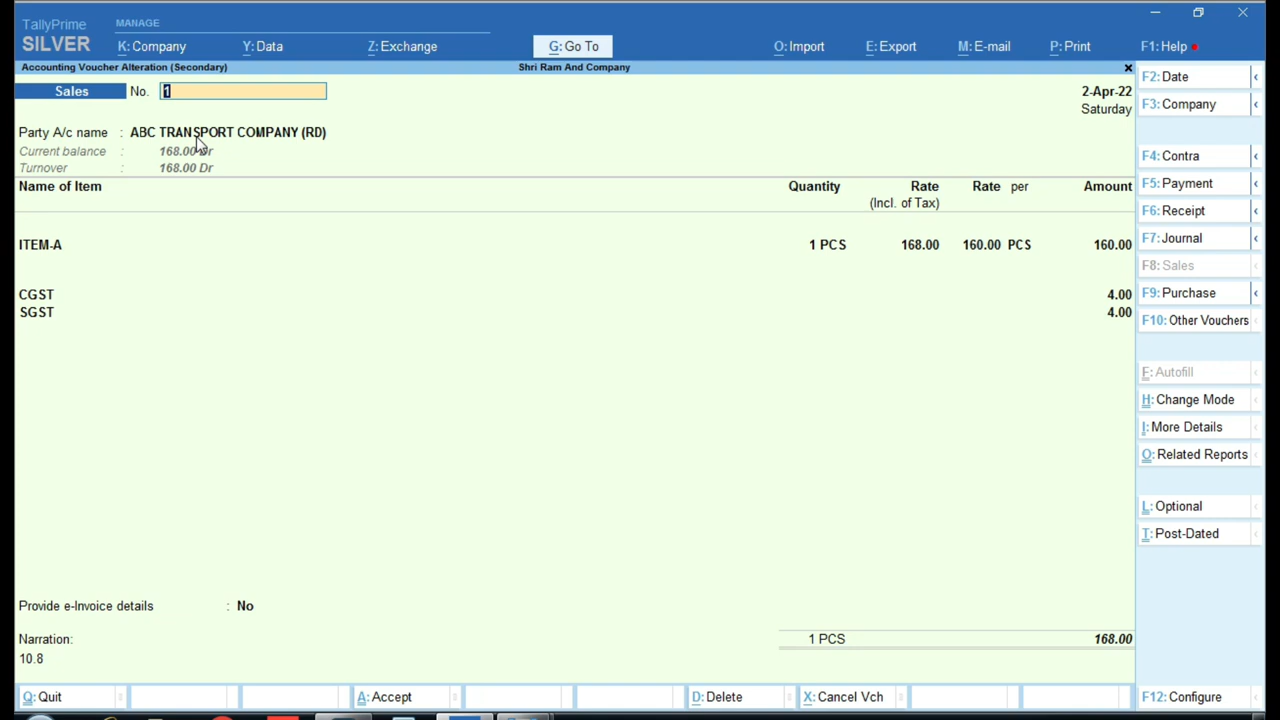 TallyPrime MANAGE
SILVER K: Company Y: Data Z: Exchange G: Go To O: Import E: Export M: E-mail P: Print F1: Help
Accounting Voucher Alteration (Secondary) Shri Ram And Company
Sales No. 1 2-Apr-22
Saturday
Party A/c name : ABC TRANSPORT COMPANY (RD)
Current balance : 168.00 Dr
Turnover : 168.00 Dr
Name of Item Quantity Rate Rate per Amount
(Incl. of Tax)
ITEM-A 1 PCS 168.00 160.00 PCS 160.00
CGST 4.00
SGST 4.00
Provide e-Invoice details : No
Narration: 1 PCS 168.00
10.8
Q: Quit A: Accept D: Delete X: Cancel Vch
F2: Date
F3: Company
F4: Contra
F5: Payment
F6: Receipt
F7: Journal
F8: Sales
F9: Purchase
F10: Other Vouchers
F: Autofill
H: Change Mode
I: More Details
O: Related Reports
L: Optional
T: Post-Dated
F12: Configure